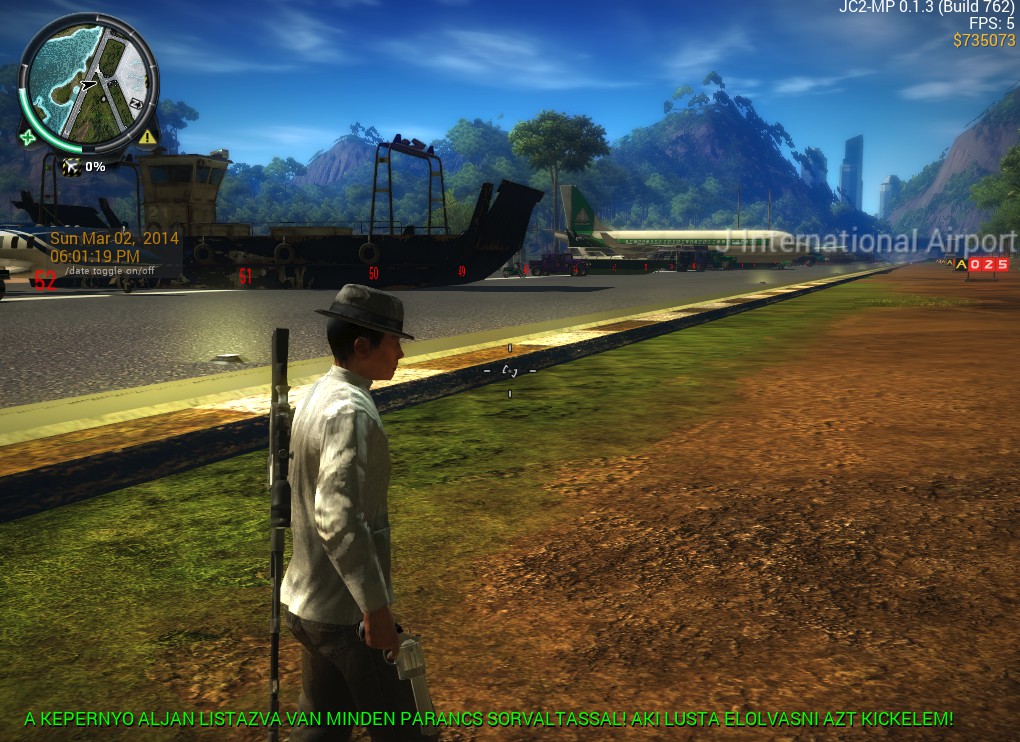 JC2-MP 0.1.3 (Build 762)
FPS: 5
$735073
0%
Sun Mar 02, 2014
06:01:19 PM
/date toggle on/off
International Airport
A 025
52
51
50
49
A KEPERNYO ALJAN LISTAZVA VAN MINDEN PARANCS SORVALTASSAL! AKI LUSTA ELOLVASNI AZT KICKELEM!